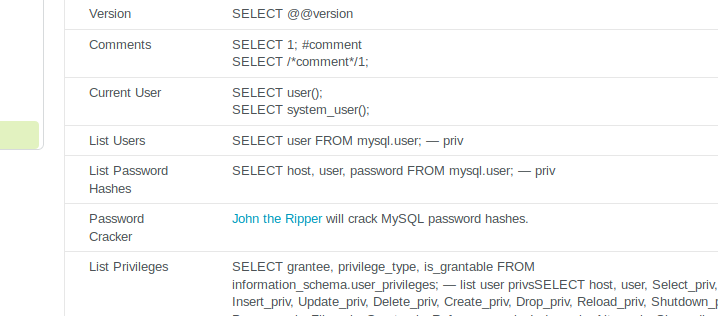 Version SELECT @@version
Comments SELECT 1; #comment
SELECT /*comment*/1;
Current User SELECT user();
SELECT system_user();
List Users SELECT user FROM mysql.user; — priv
List Password SELECT host, user, password FROM mysql.user; — priv
Hashes
Password John the Ripper will crack MySQL password hashes.
Cracker
List Privileges SELECT grantee, privilege_type, is_grantable FROM
information_schema.user_privileges; — list user privsSELECT host, user, Select_priv,
Insert_priv, Update_priv, Delete_priv, Create_priv, Drop_priv, Reload_priv, Shutdown_p